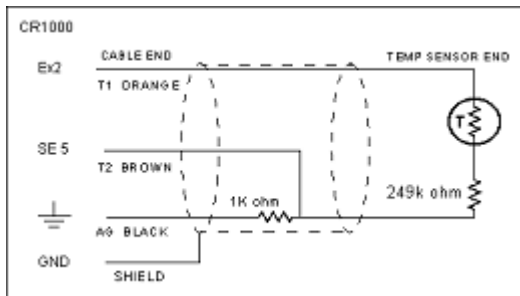 CR1000
CABLE END
TEMP SENSOR END
Ex2
T1 ORANGE
T
SE 5
T2 BROWN
1K ohm
249k ohm
AG BLACK
GND
SHIELD